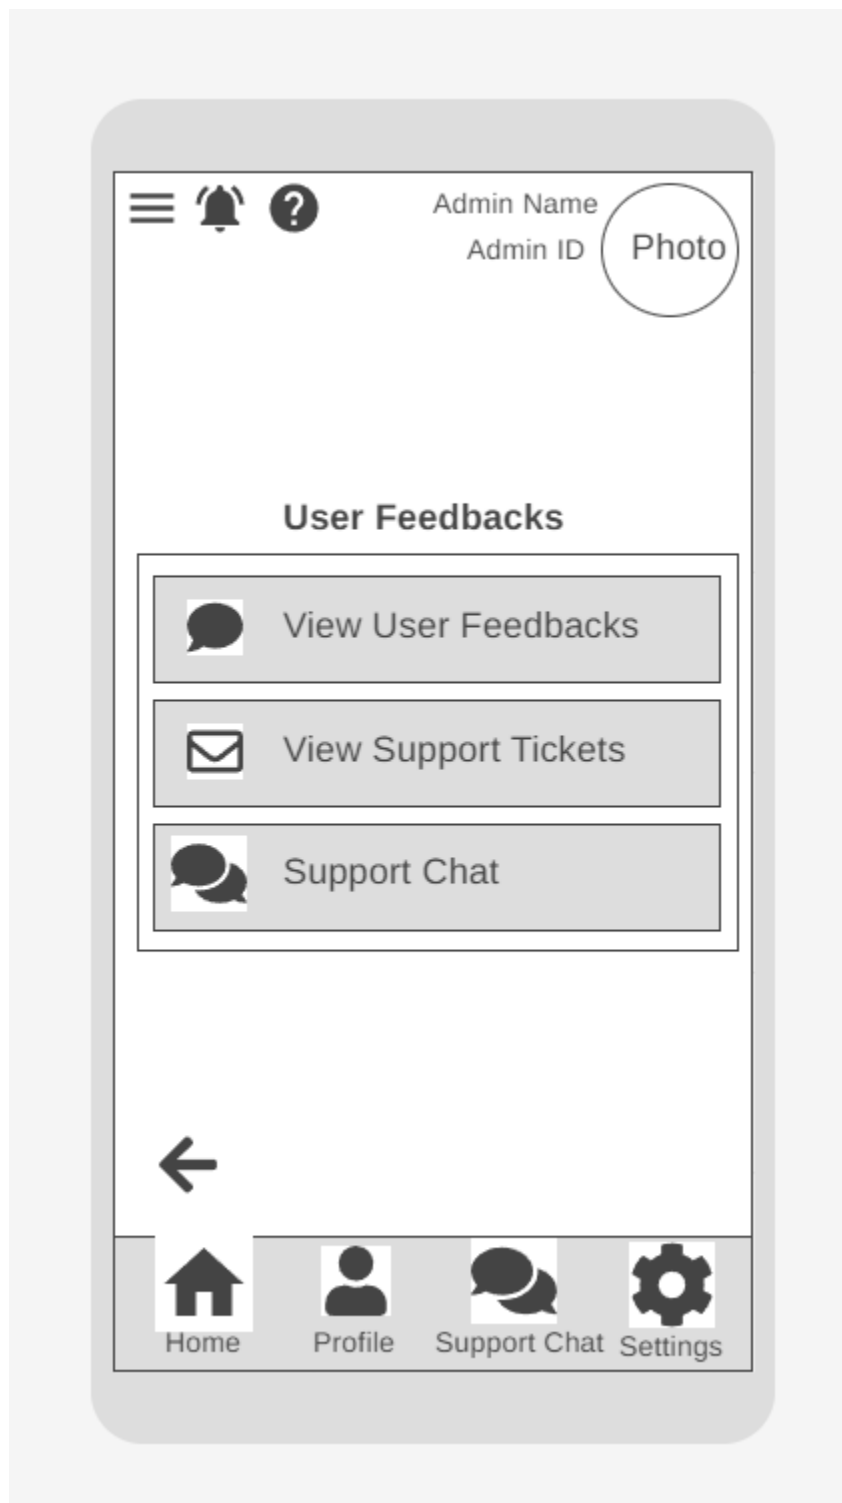 Admin Name
Admin ID
Photo
User Feedbacks
View User Feedbacks
View Support Tickets
Support Chat
Home
Profile
Support Chat
Settings